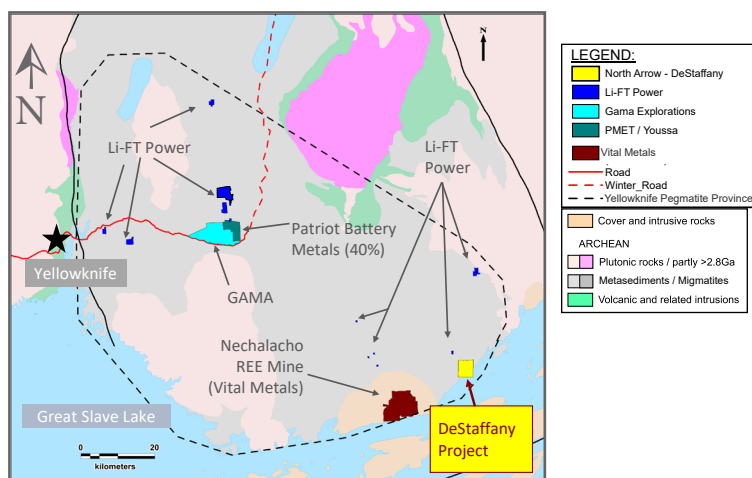 N
N
Li-FT Power
Li-FT
Power
Patriot Battery
Metals (40%)
Yellowknife
GAMA
Nechalacho
REE Mine
(Vital Metals)
Great Slave Lake
DeStaffany
Project
0 10 20
kilometers
LEGEND:
North Arrow - DeStaffany
Li-FT Power
Gama Explorations
PMET / Youssa
Vital Metals
Road
Winter_Road
Yellowknife Pegmatite Province
Cover and intrusive rocks
ARCHEAN
Plutonic rocks / partly >2.8Ga
Metasediments / Migmatites
Volcanic and related intrusions